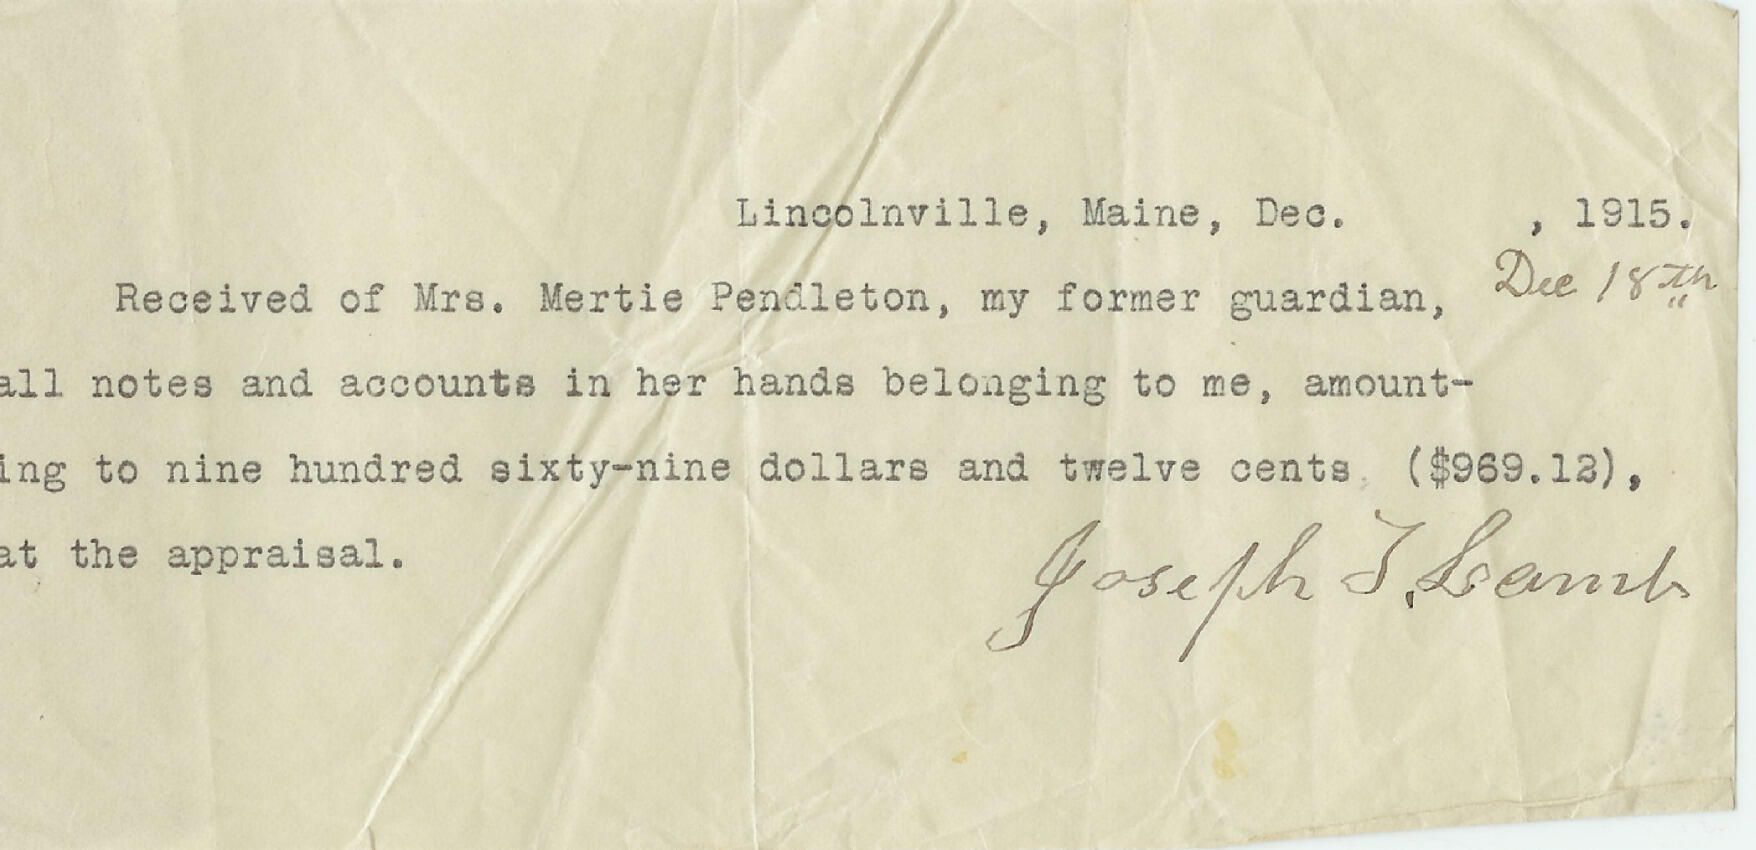 Lincolnville, Maine, Dec. , 1915.
Dec 18th
Received of Mrs. Mertie Pendleton, my former guardian,
all notes and accounts in her hands belonging to me, amount-
ing to nine hundred sixty-nine dollars and twelve cents ($969.12),
at the appraisal.
Joseph T. Lamb